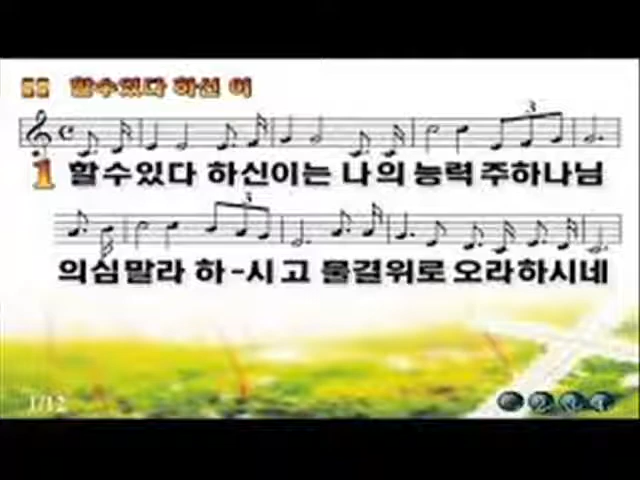 할수있다 하신 이
1 할수있다 하신이는 나의 능력 주하나님
의심말라 하-시고 물결위로 오라하시네
1/12